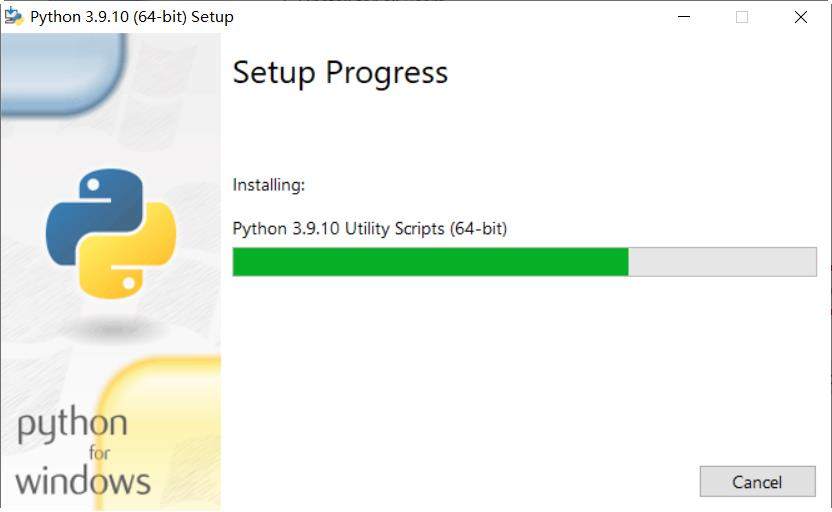 Python 3.9.10 (64-bit) Setup
Setup Progress
Installing:
Python 3.9.10 Utility Scripts (64-bit)
python
for
windows
Cancel